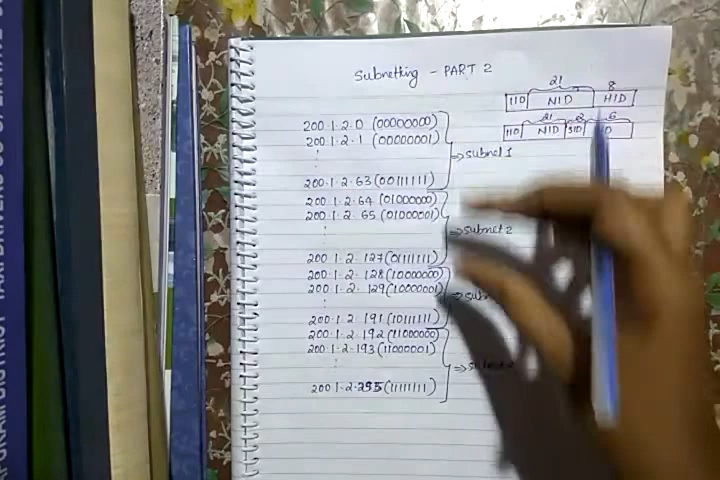 Subnetting - PART 2
21 8
110 NID HID
21 2 6
110 NID SID
200.1.2.0 (00000000)
200.1.2.1 (00000001)
⇒ subnet 1
200.1.2.63 (00111111)
200.1.2.64 (01000000)
200.1.2.65 (01000001)
⇒ subnet 2
200.1.2.127 (01111111)
200.1.2.128 (10000000)
200.1.2.129 (10000001)
200.1.2.191 (10111111)
200.1.2.192 (11000000)
200.1.2.193 (11000001)
200.1.2.255 (11111111)